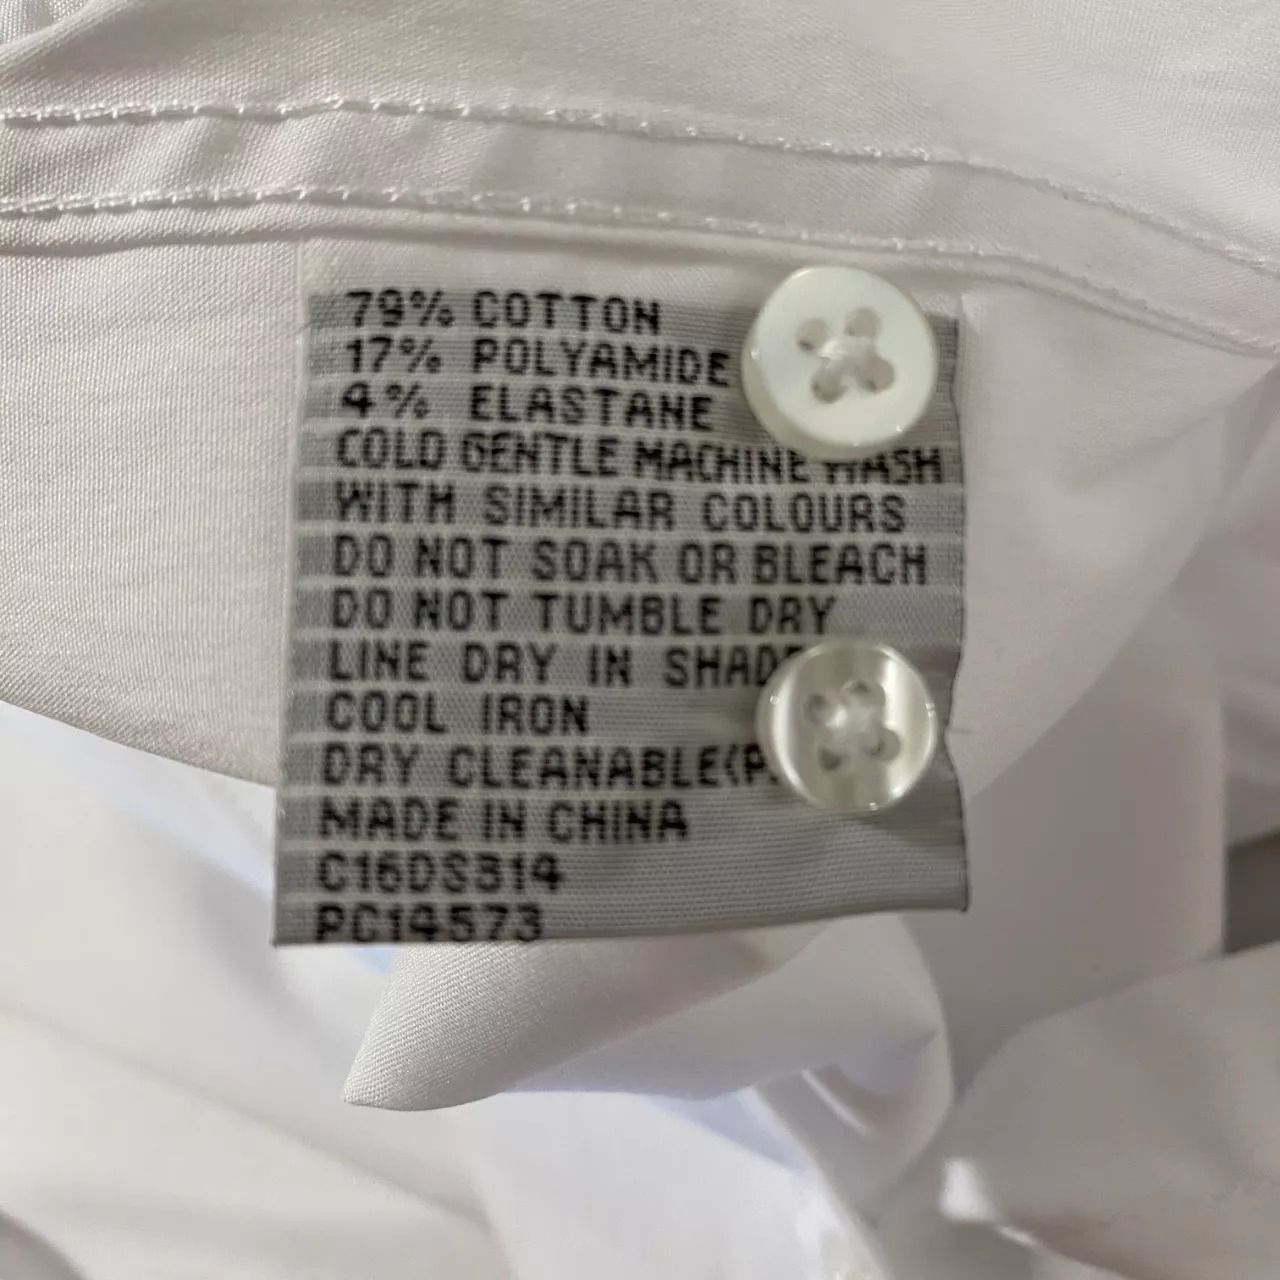 79% COTTON
17% POLYAMIDE
4% ELASTANE
COLD GENTLE MACHINE WASH
WITH SIMILAR COLOURS
DO NOT SOAK OR BLEACH
DO NOT TUMBLE DRY
LINE DRY IN SHADE
COOL IRON
DRY CLEANABLE(P
MADE IN CHINA
C16DS314
PC14573